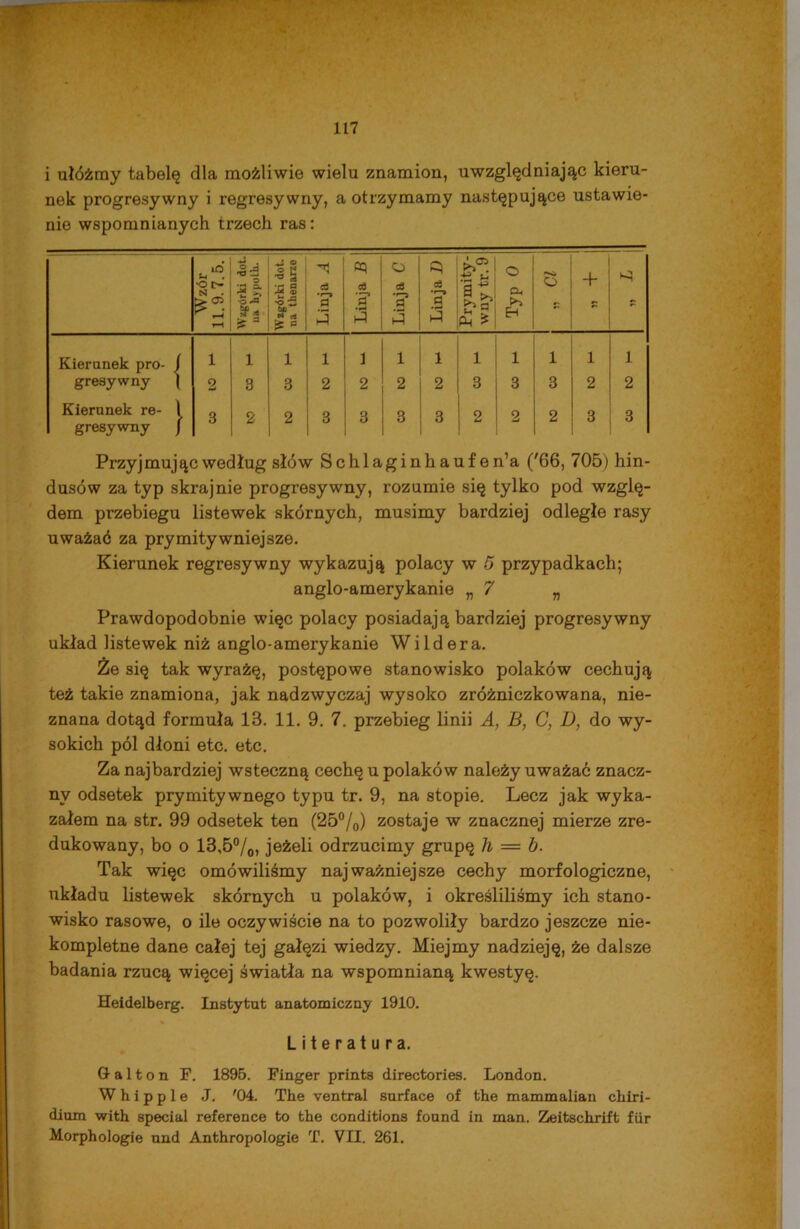 117
i ułóżmy tabelę dla możliwie wielu znamion, uwzględniając kieru-
nek progresywny i regresywny, a otrzymamy następujące ustawie-
nie wspomnianych trzech ras:
Wzór 11. 9. 7. 5. | Wzgórki dot. na hypoth. | Wzgórki dot. na thenarze | Linja A | Linja B | Linja C | Linja D | Prymity- wny tr. 9 | Typ O | „ Cl | „ + | „ L
Kierunek pro- { 1 1 1 1 1 1 1 1 1 1 1 1
gresywny { 2 3 3 2 2 2 2 3 3 3 2 2
Kierunek re- } 3 2 2 3 3 3 3 2 2 2 3 3
gresywny }
Przyjmując według słów Schlaginhaufen’a ('66, 705) hin-
dusów za typ skrajnie progresywny, rozumie się tylko pod wzglę-
dem przebiegu listewek skórnych, musimy bardziej odległe rasy
uważać za prymitywniejsze.
Kierunek regresywny wykazują polacy w 5 przypadkach;
anglo-amerykanie „ 7 „
Prawdopodobnie więc polacy posiadają bardziej progresywny
układ listewek niż anglo-amerykanie Wildera.
Że się tak wyrażę, postępowe stanowisko polaków cechują
też takie znamiona, jak nadzwyczaj wysoko zróżniczkowana, nie-
znana dotąd formuła 13. 11. 9. 7. przebieg linii A, B, C, D, do wy-
sokich pól dłoni etc. etc.
Za najbardziej wsteczną cechę u polaków należy uważać znacz-
ny odsetek prymitywnego typu tr. 9, na stopie. Lecz jak wyka-
załem na str. 99 odsetek ten (25%) zostaje w znacznej mierze zre-
dukowany, bo o 13,5%, jeżeli odrzucimy grupę h = b.
Tak więc omówiliśmy najważniejsze cechy morfologiczne,
układu listewek skórnych u polaków, i określiliśmy ich stano-
wisko rasowe, o ile oczywiście na to pozwoliły bardzo jeszcze nie-
kompletne dane całej tej gałęzi wiedzy. Miejmy nadzieję, że dalsze
badania rzucą więcej światła na wspomnianą kwestyę.
Heidelberg. Instytut anatomiczny 1910.
Literatura.
Galton F. 1895. Finger prints directories. London.
Whipple J. '04. The ventral surface of the mammalian chiri-
dium with special reference to the conditions found in man. Zeitschrift für
Morphologie und Anthropologie T. VII. 261.